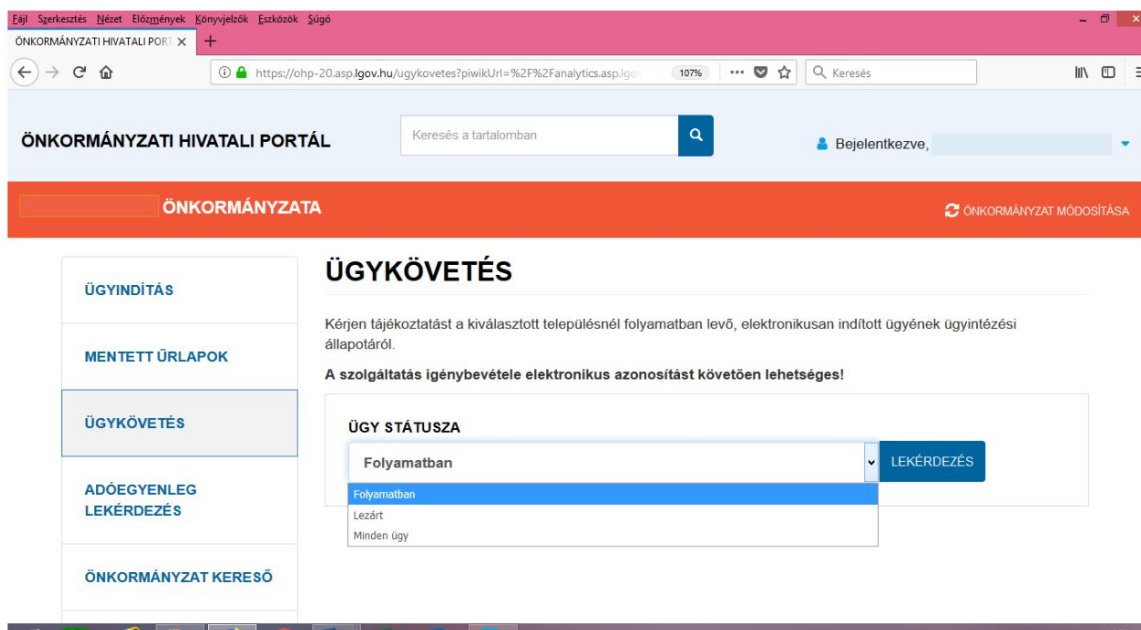 Fájl Szerkesztés Nézet Előzmények Könyvjelzők Eszközök Súgó
ÖNKORMÁNYZATI HIVATALI PORT
https://ohp-20.asp.lgov.hu/ugykovetes?piwikUrl=%2F%2Fanalytics.asp.lgov
107%
Keresés
ÖNKORMÁNYZATI HIVATALI PORTÁL
Keresés a tartalomban
Bejelentkezve,
ÖNKORMÁNYZATA
ÖNKORMÁNYZAT MÓDOSÍTÁSA
ÜGYINDÍTÁS
MENTETT ŰRLAPOK
ÜGYKÖVETÉS
ADÓEGYENLEG
LEKÉRDEZÉS
ÖNKORMÁNYZAT KERESŐ
ÜGYKÖVETÉS
Kérjen tájékoztatást a kiválasztott településnél folyamatban levő, elektronikusan indított ügyének ügyintézési
állapotáról.
A szolgáltatás igénybevétele elektronikus azonosítást követően lehetséges!
ÜGY STÁTUSZA
Folyamatban
LEKÉRDEZÉS
Folyamatban
Lezárt
Minden ügy